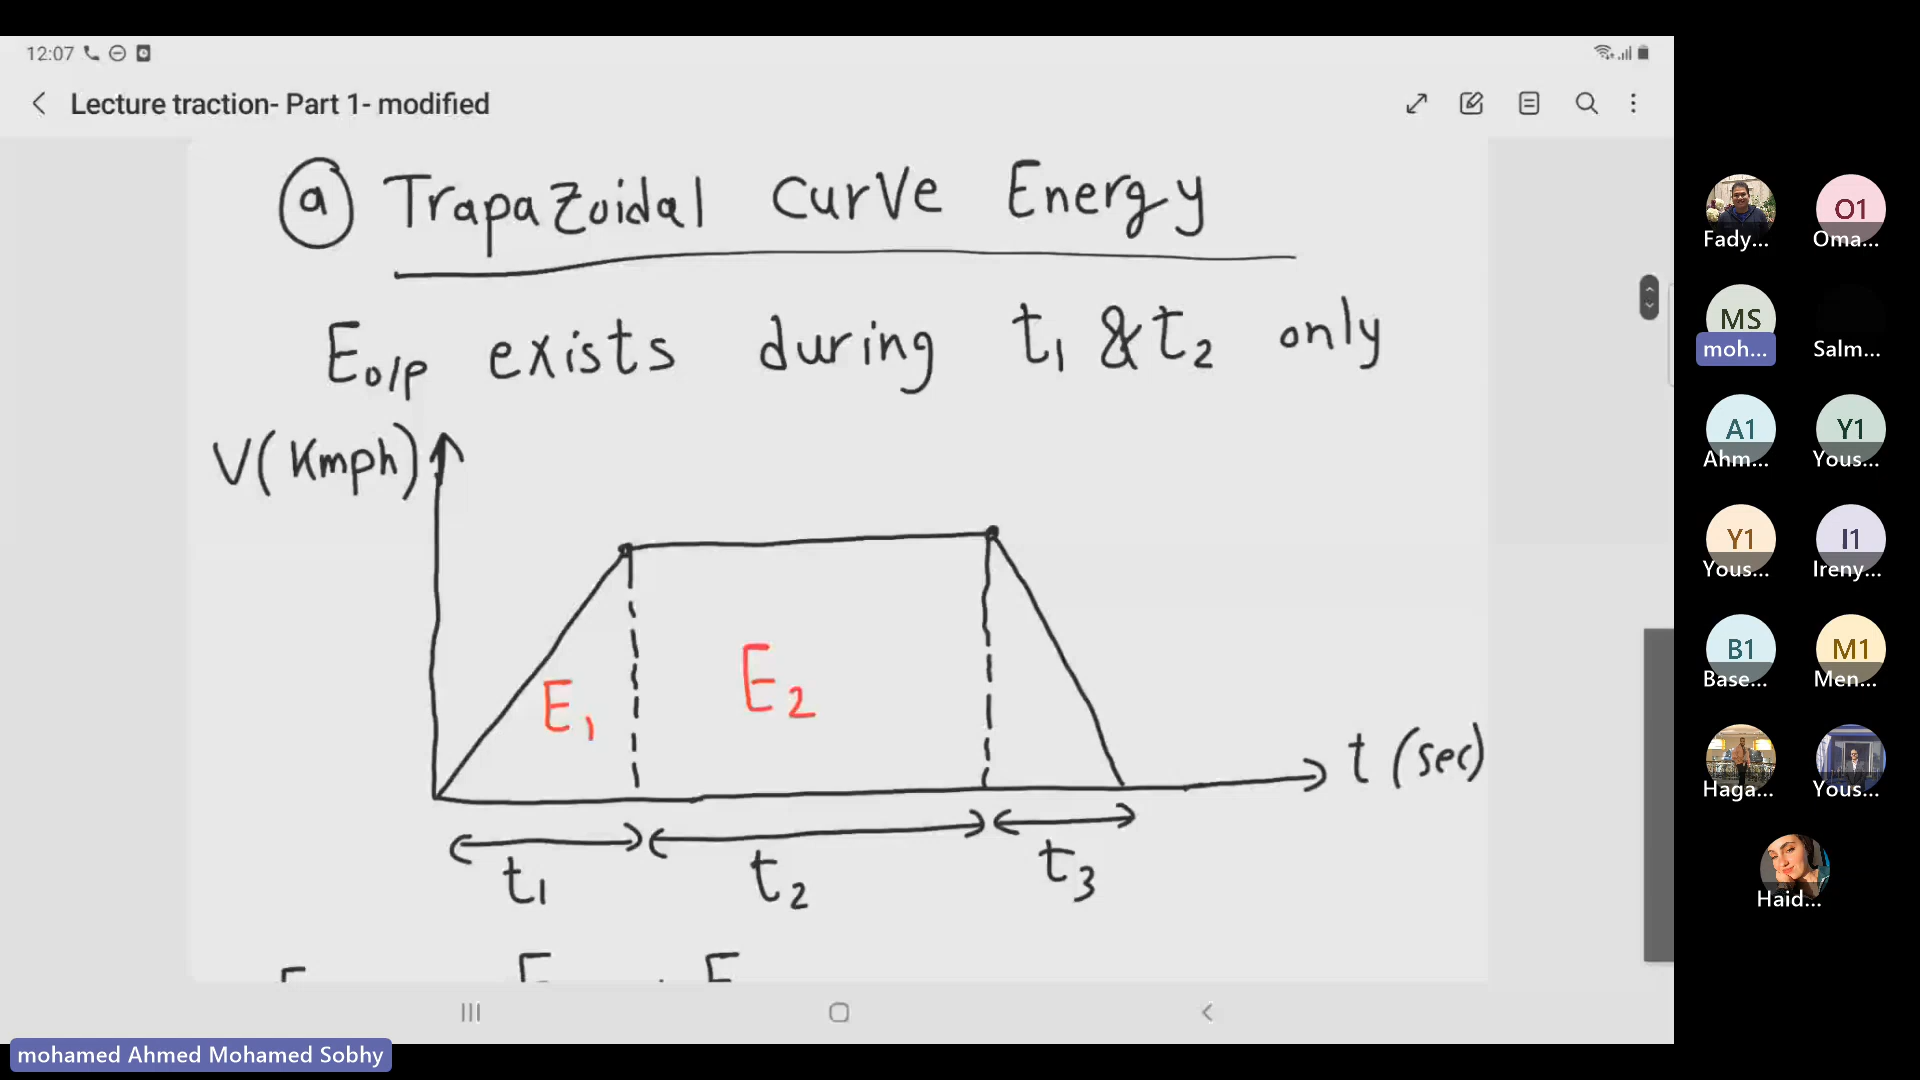 12:07
Lecture traction- Part 1- modified
a Trapazoidal Curve Energy
Eo/p exists during t1 & t2 only
V(Kmph)
E1
E2
t (sec)
t1
t2
t3
E
E
Fady...
O1
Oma...
MS
moh...
Salm...
A1
Ahm...
Y1
Yous...
Y1
Yous...
I1
Ireny...
B1
Base...
M1
Men...
Haga...
Yous...
Haid...
mohamed Ahmed Mohamed Sobhy